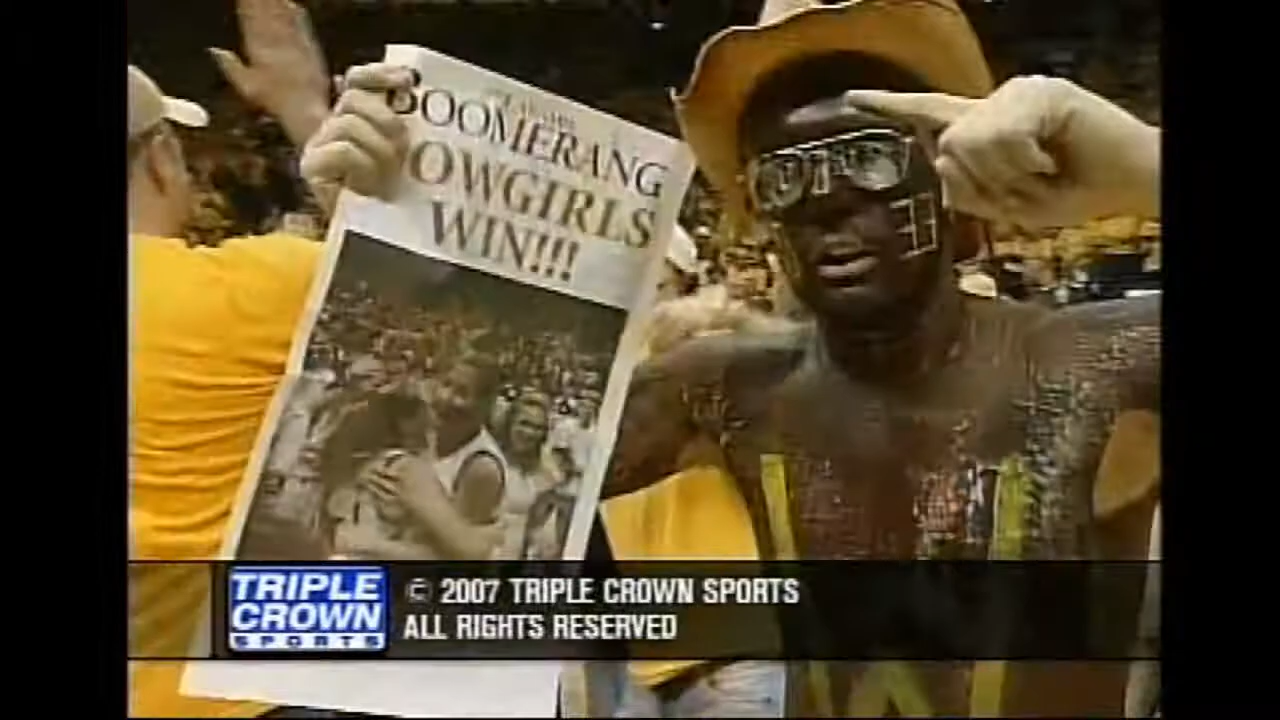 BOOMERANG
OWGIRLS
WIN!!!
TRIPLE
CROWN
SPORTS
© 2007 TRIPLE CROWN SPORTS
ALL RIGHTS RESERVED